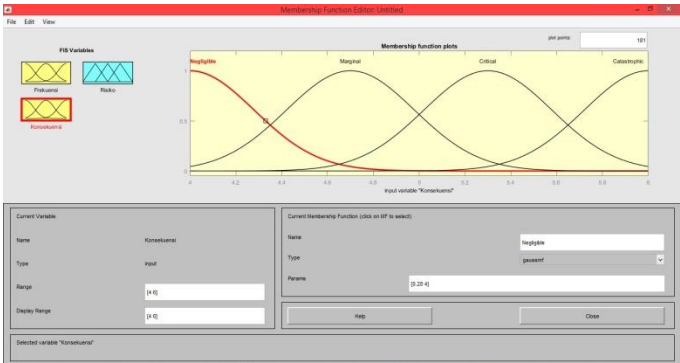 Membership Function Editor: Untitled
File Edit View
FIS Variables
Frekuensi
Risiko
Konsekuensi
plot points:
181
Membership function plots
Negligible
Marginal
Critical
Catastrophic
1
0.5
0
4
4.2
4.4
4.6
4.8
5
5.2
5.4
5.6
5.8
6
input variable "Konsekuensi"
Current Variable
Name
Konsekuensi
Type
input
Range
[4 6]
Display Range
[4 6]
Current Membership Function (click on MF to select)
Name
Negligible
Type
gaussmf
Params
[0.28 4]
Help
Close
Selected variable "Konsekuensi"